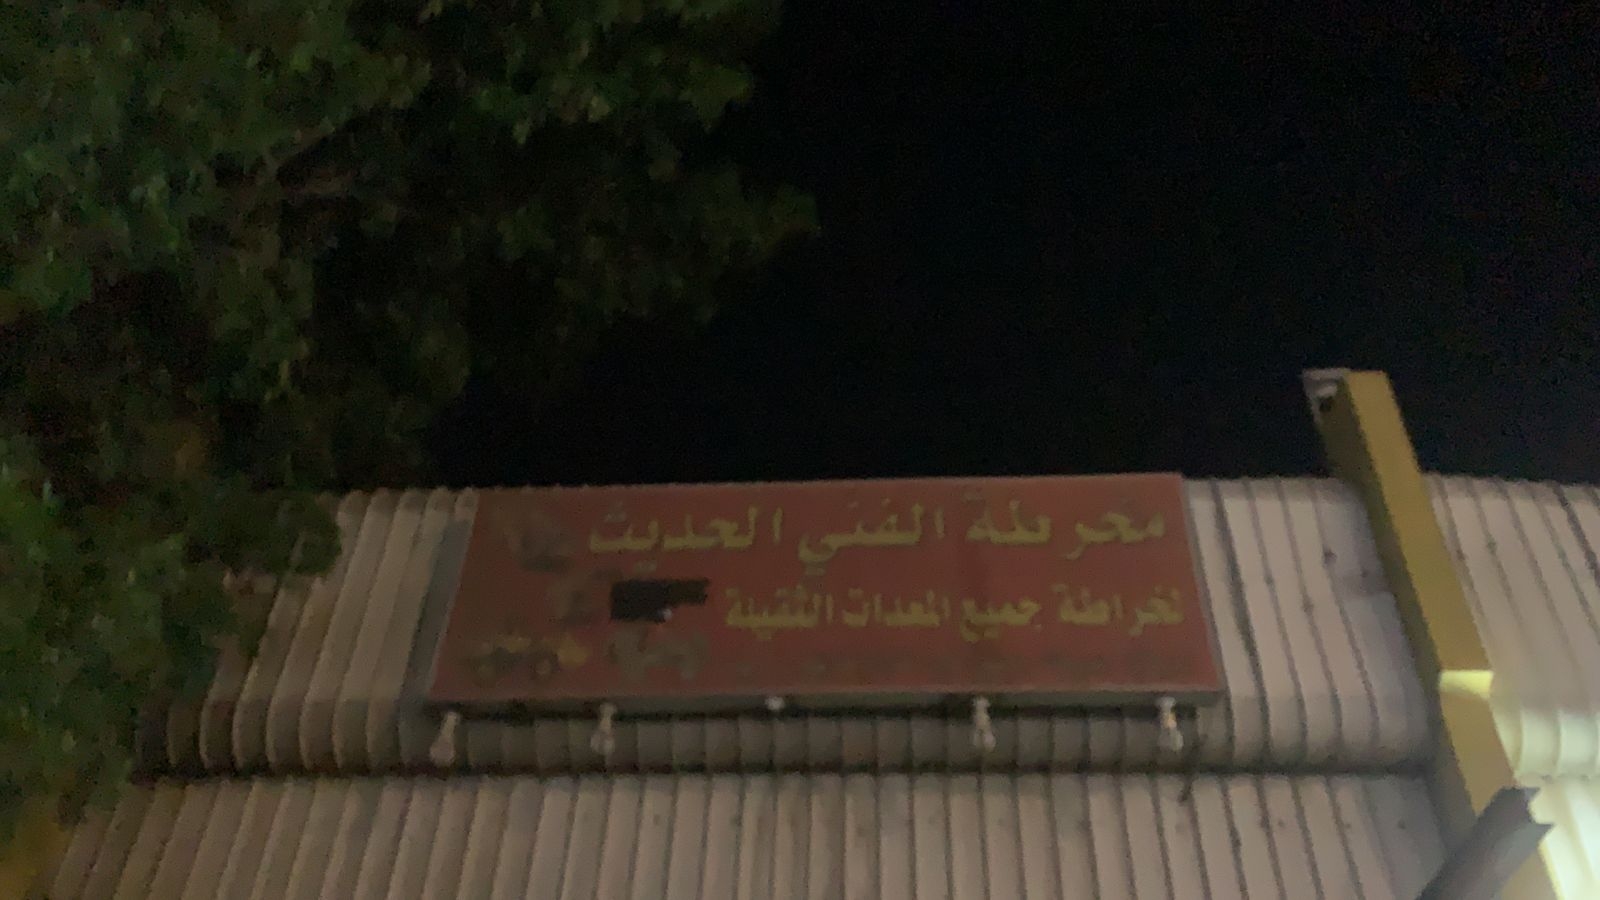 مخرطة الفني الحديث
لخراطة جميع المعدات الثقيلة